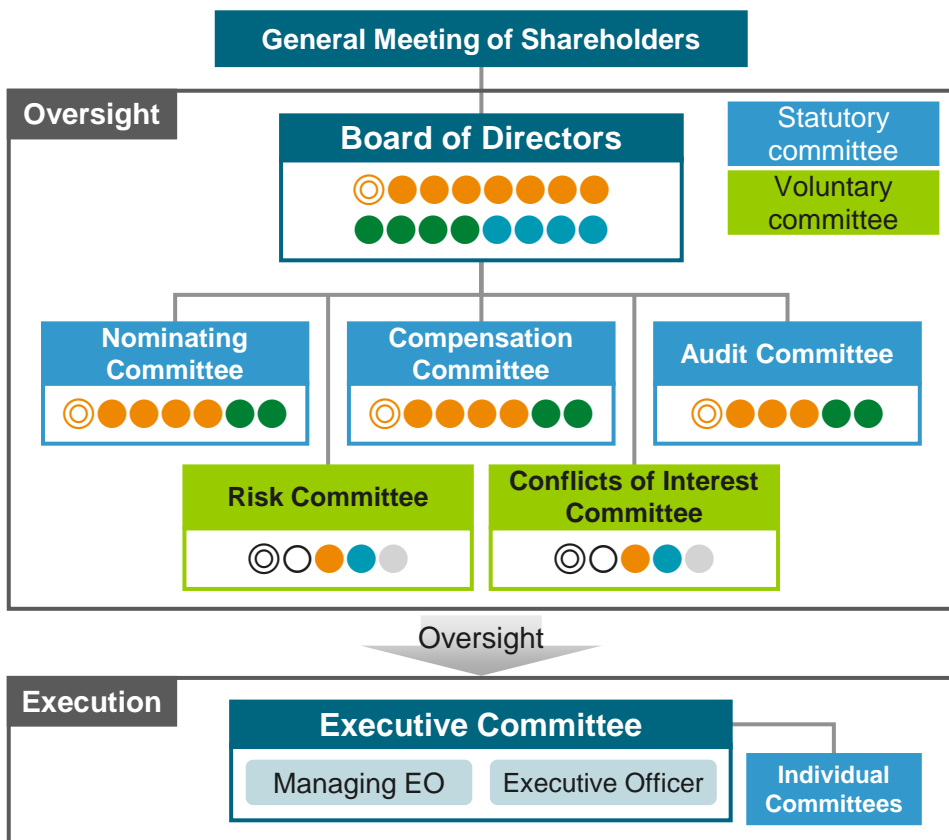 General Meeting of Shareholders
Oversight
Board of Directors
Statutory
committee
Voluntary
committee
Nominating
Committee
Compensation
Committee
Audit Committee
Risk Committee
Conflicts of Interest
Committee
Oversight
Execution
Executive Committee
Managing EO
Executive Officer
Individual
Committees